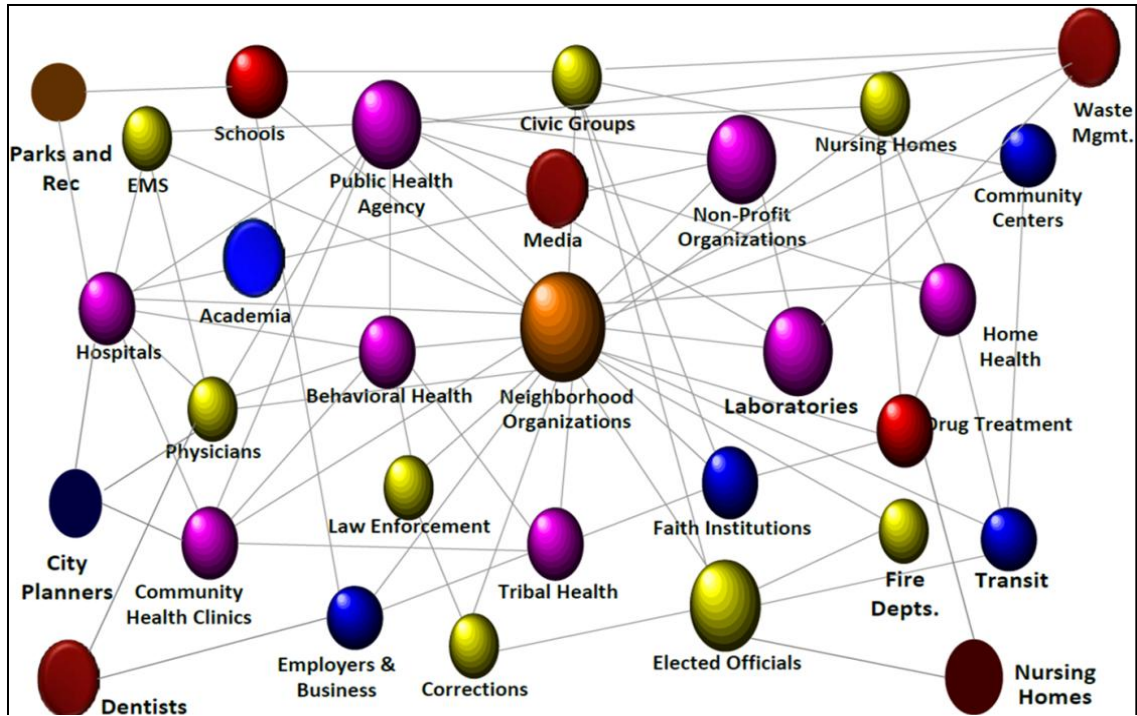 Schools
Civic Groups
Waste
Mgmt.
Parks and
Rec
EMS
Public Health
Agency
Nursing Homes
Community
Centers
Non-Profit
Organizations
Media
Academia
Hospitals
Home
Health
Behavioral Health
Neighborhood
Organizations
Laboratories
Drug Treatment
Physicians
Law Enforcement
Faith Institutions
City
Planners
Community
Health Clinics
Tribal Health
Fire
Depts.
Transit
Employers &
Business
Corrections
Elected Officials
Nursing
Homes
Dentists